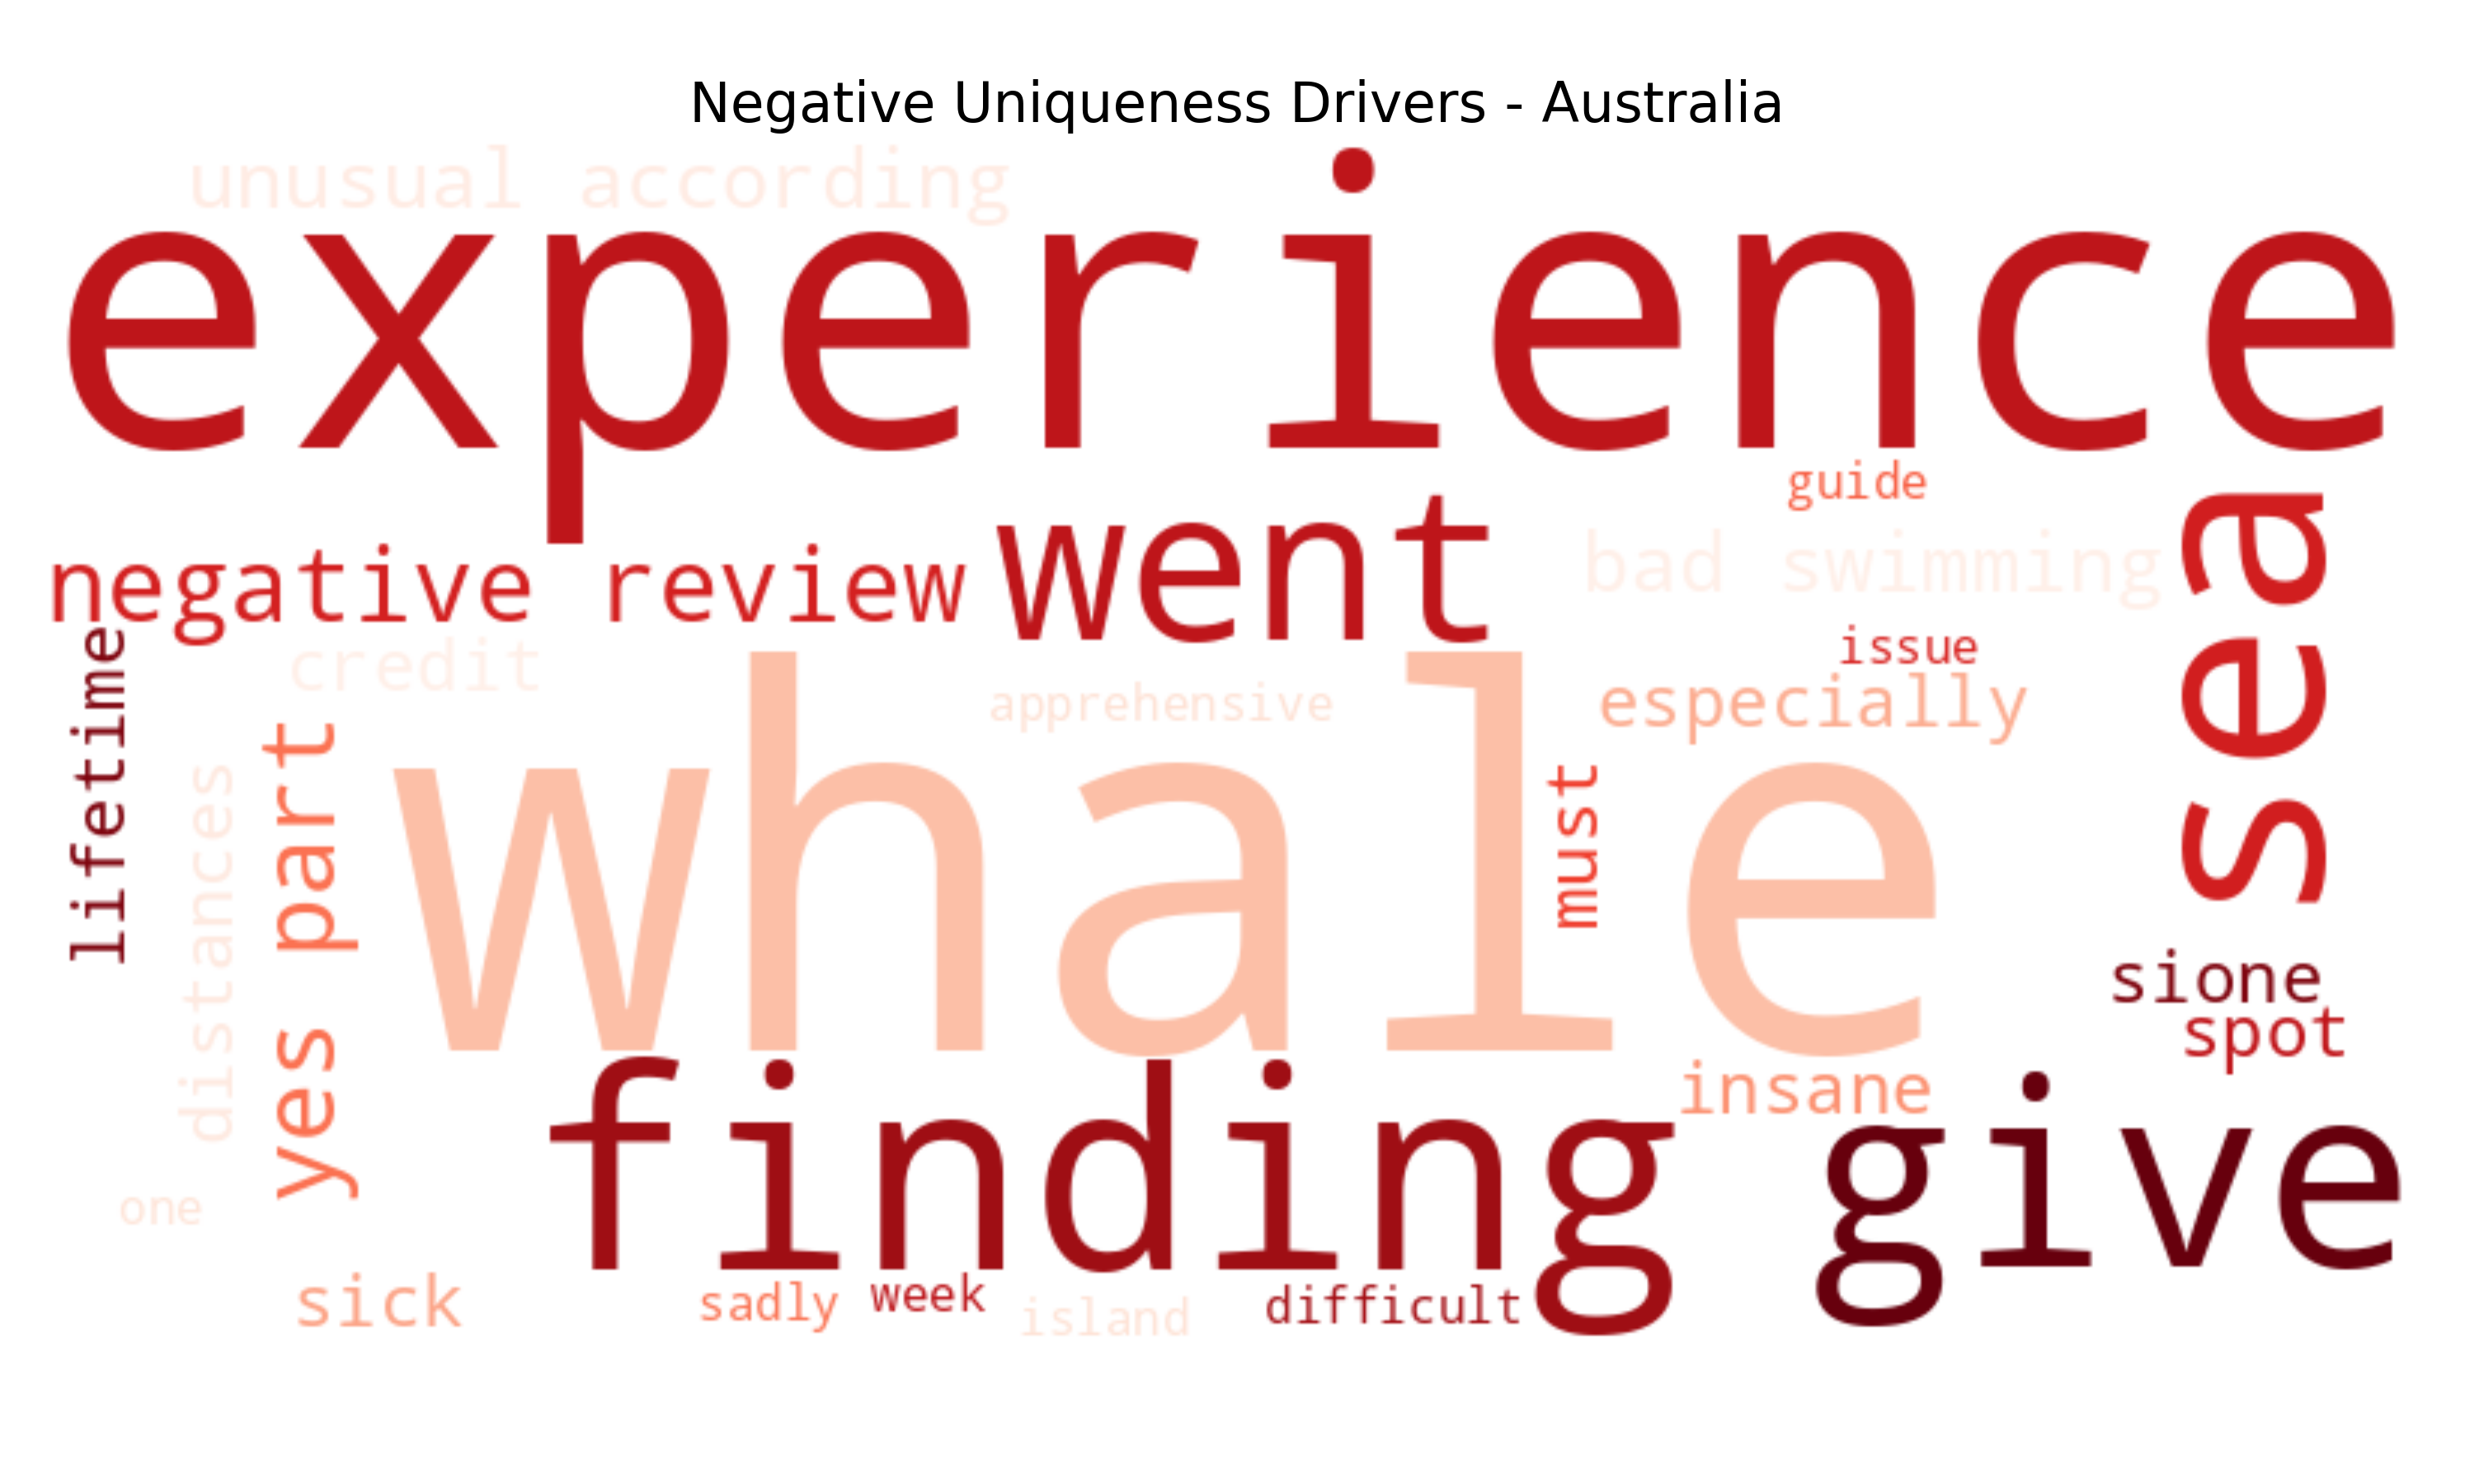 Negative Uniqueness Drivers - Australia
unusual according
experience
guide
negative review
went
bad swimming
sea
issue
credit
lifetime
apprehensive
especially
whale
must
distances
yes part
sione
spot
insane
finding
give
one
sick
sadly
week
island
difficult